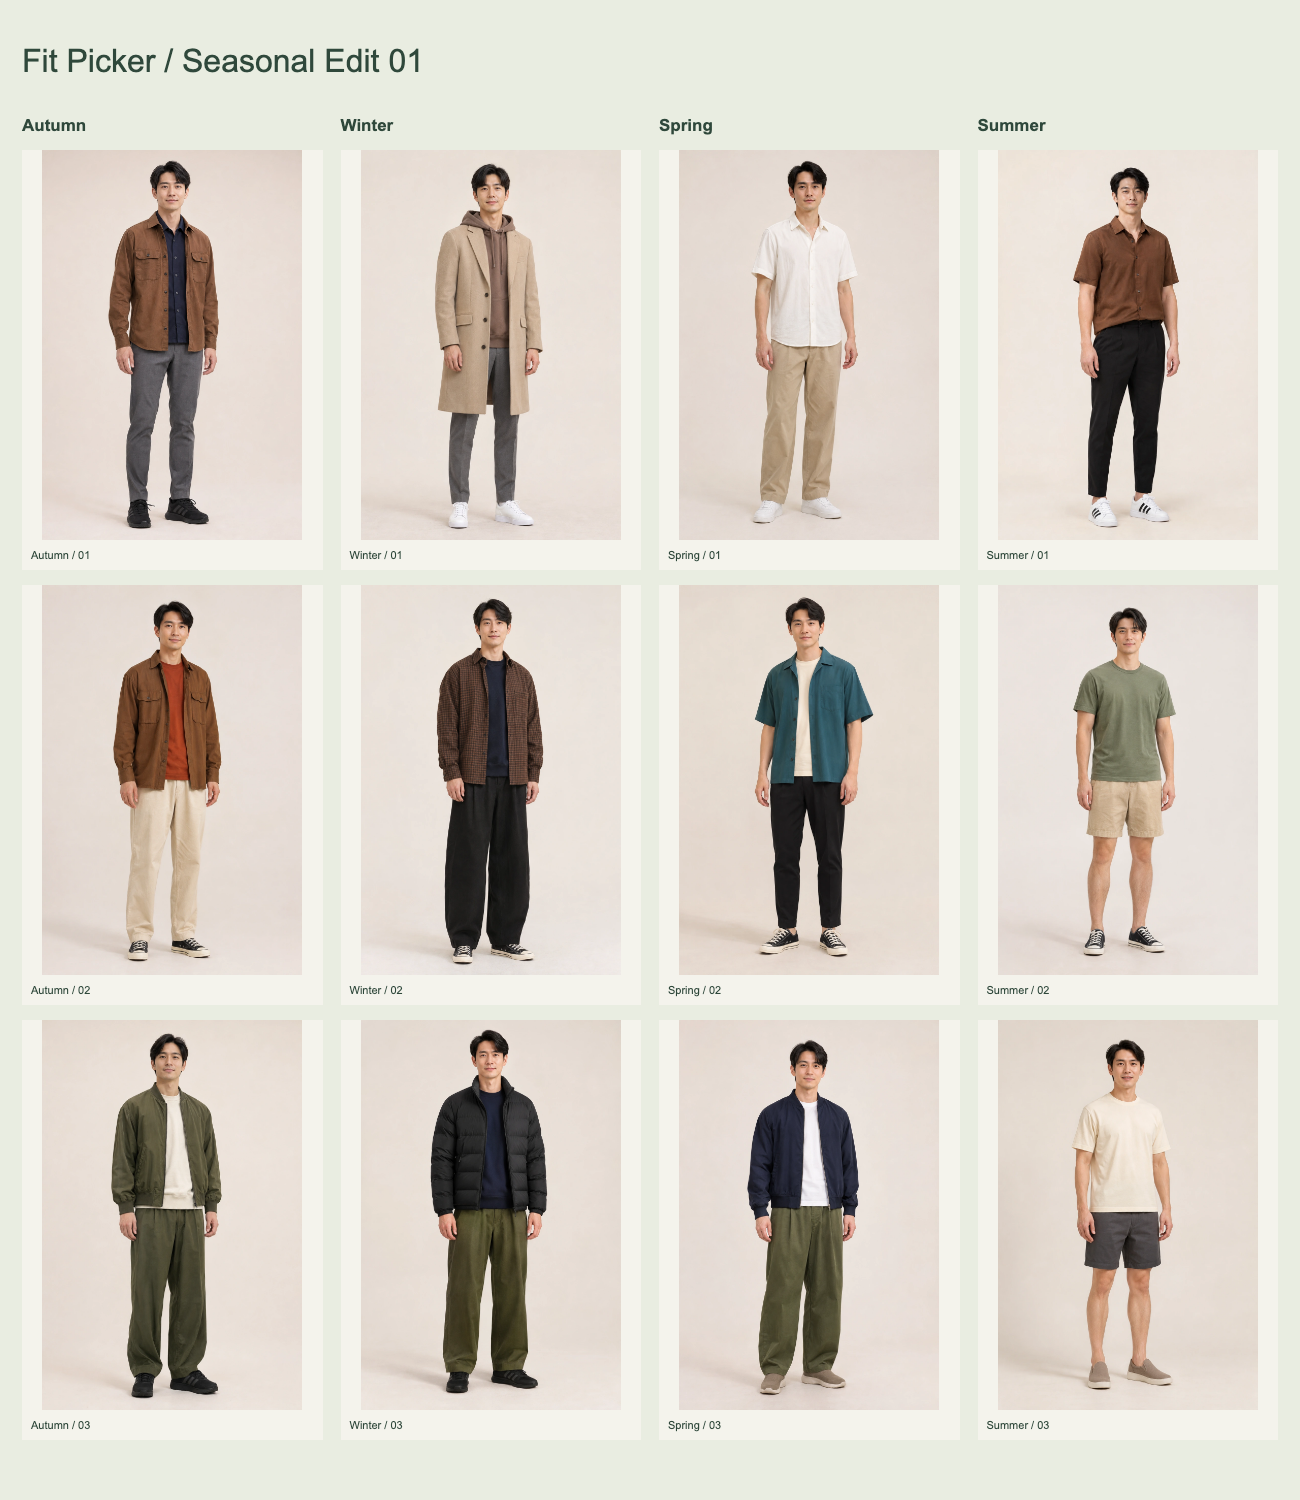 Fit Picker / Seasonal Edit 01
Autumn
Winter
Spring
Summer
Autumn / 01
Winter / 01
Spring / 01
Summer / 01
Autumn / 02
Winter / 02
Spring / 02
Summer / 02
Autumn / 03
Winter / 03
Spring / 03
Summer / 03